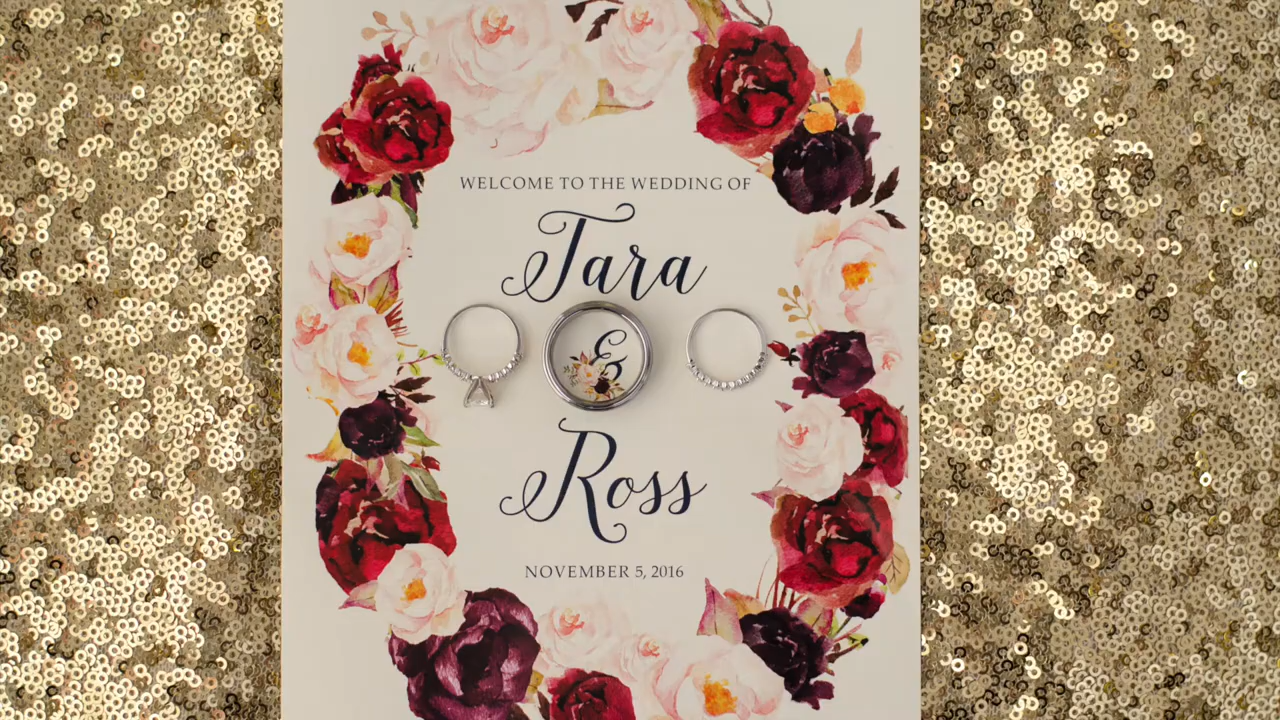 WELCOME TO THE WEDDING OF
Tara
&
Ross
NOVEMBER 5, 2016